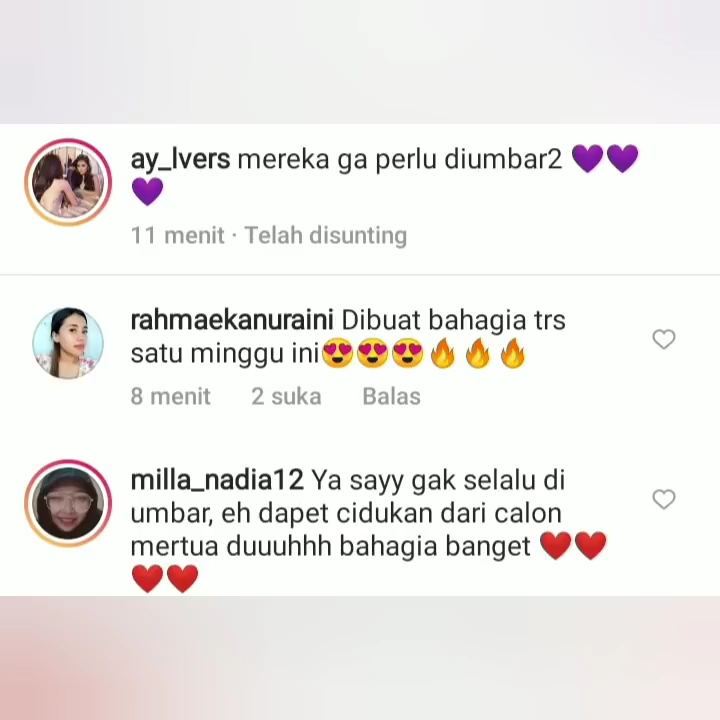 ay_lvers mereka ga perlu diumbar2 💜💜
💜
11 menit · Telah disunting
rahmaekanuraini Dibuat bahagia trs
satu minggu ini😍😍😍🔥🔥🔥
8 menit 2 suka Balas
milla_nadia12 Ya sayy gak selalu di
umbar, eh dapet cidukan dari calon
mertua duuuhhh bahagia banget ❤️❤️
❤️❤️